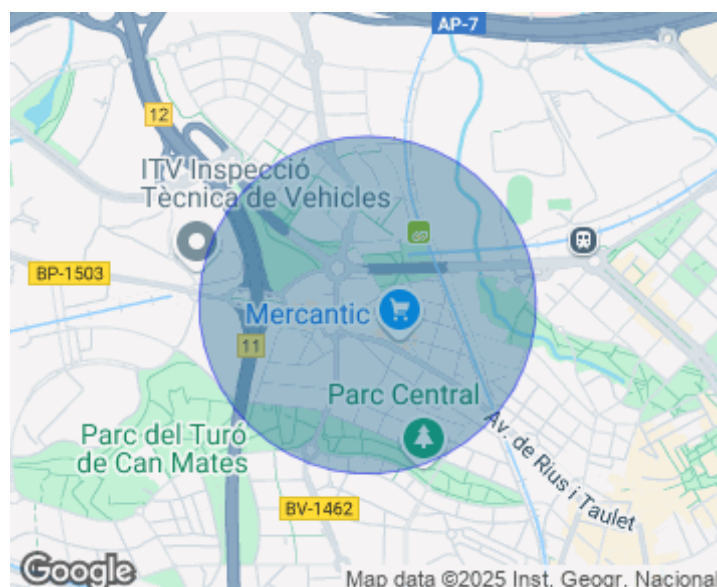 AP-7
12
ITV Inspecció
Tècnica de Vehicles
BP-1503
Mercantic
11
Parc Central
Parc del Turó
de Can Mates
Av. de Rius i Taulet
BV-1462
Google
Map data ©2025 Inst. Geogr. Nacional